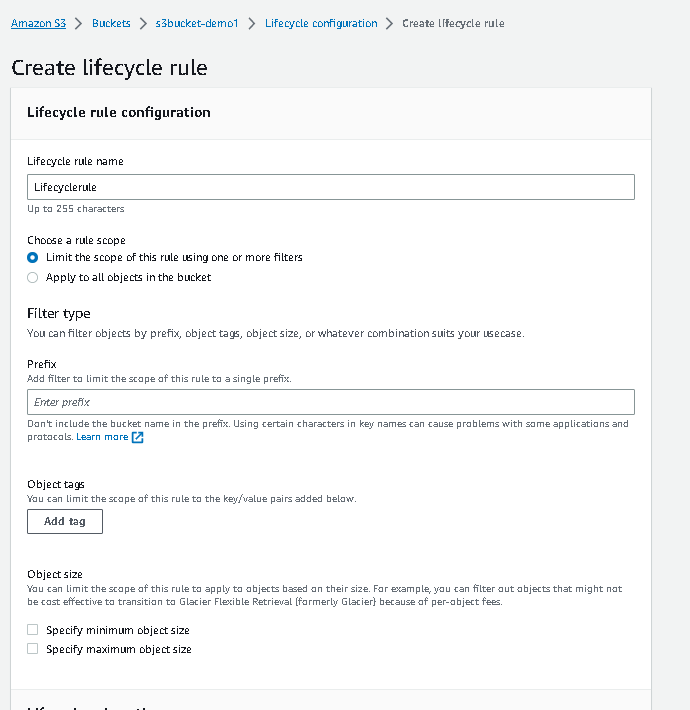 Amazon S3 > Buckets > s3bucket-demo1 > Lifecycle configuration > Create lifecycle rule
Create lifecycle rule
Lifecycle rule configuration
Lifecycle rule name
Lifecyclerule
Up to 255 characters
Choose a rule scope
Limit the scope of this rule using one or more filters
Apply to all objects in the bucket
Filter type
You can filter objects by prefix, object tags, object size, or whatever combination suits your usecase.
Prefix
Add filter to limit the scope of this rule to a single prefix.
Enter prefix
Don't include the bucket name in the prefix. Using certain characters in key names can cause problems with some applications and
protocols. Learn more
Object tags
You can limit the scope of this rule to the key/value pairs added below.
Add tag
Object size
You can limit the scope of this rule to apply to objects based on their size. For example, you can filter out objects that might not
be cost effective to transition to Glacier Flexible Retrieval (formerly Glacier) because of per-object fees.
Specify minimum object size
Specify maximum object size